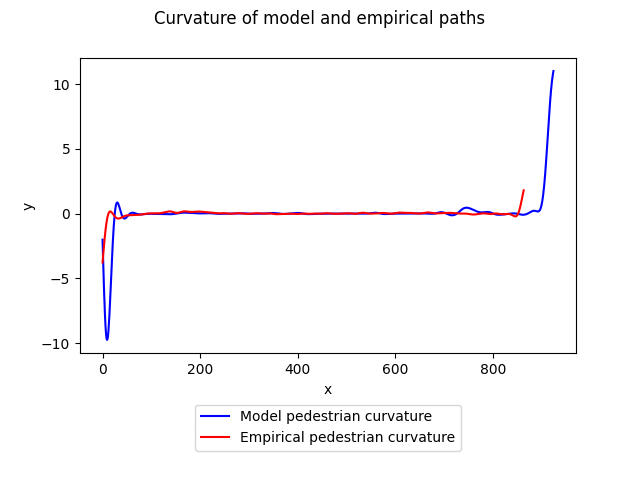 Curvature of model and empirical paths
10
5
0
−5
−10
y
0 200 400 600 800
x
Model pedestrian curvature
Empirical pedestrian curvature